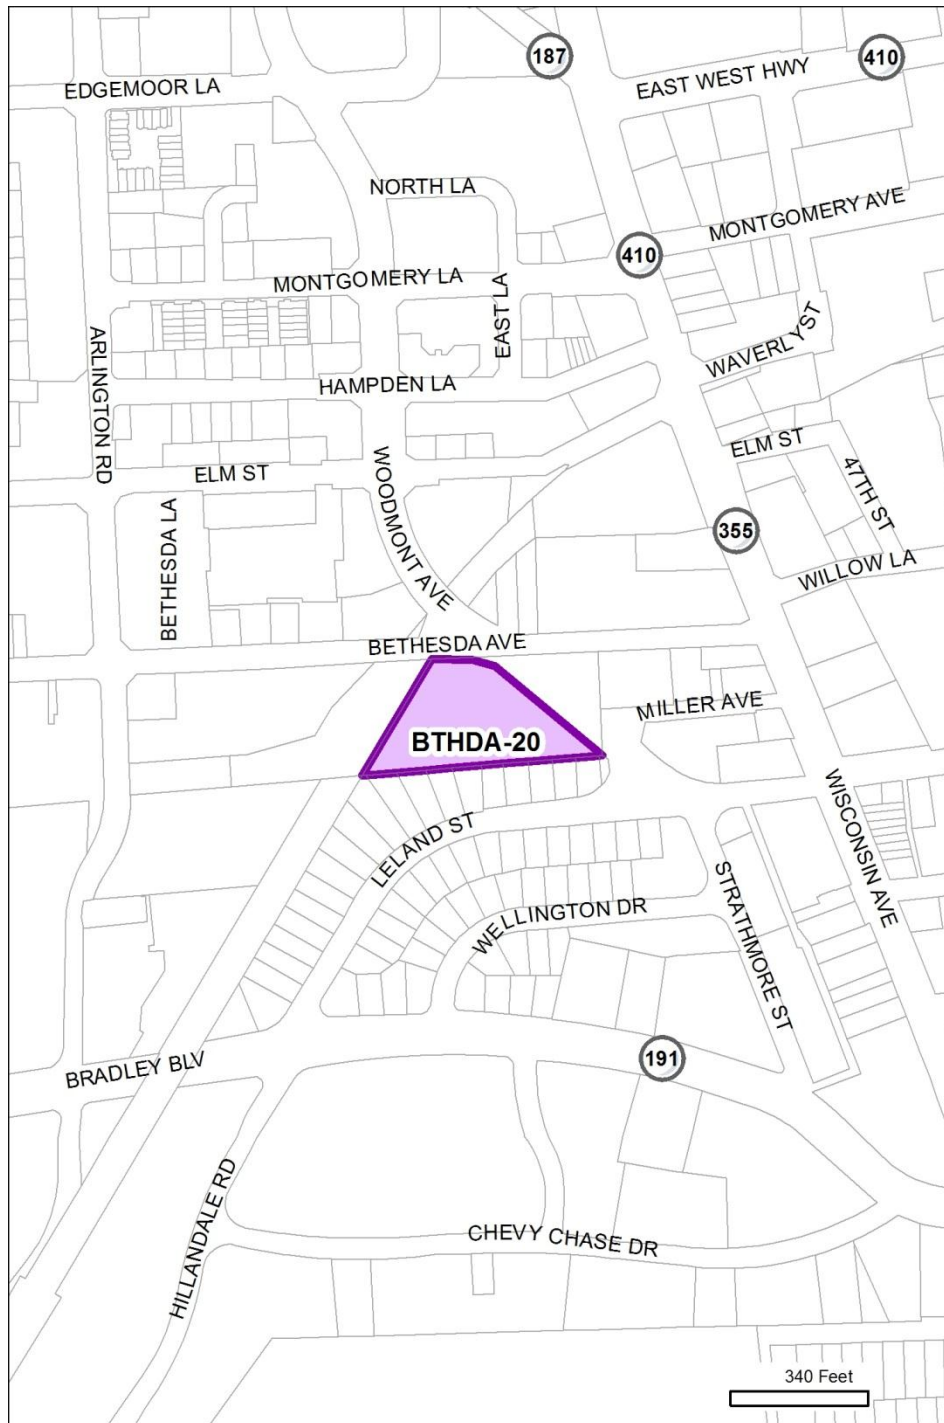 187
410
EAST WEST HWY
EDGEMOOR LA
NORTH LA
MONTGOMERY AVE
410
MONTGOMERY LA
EAST LA
WAVERLY ST
ARLINGTON RD
HAMPDEN LA
ELM ST
ELM ST
47TH ST
WOODMONT AVE
BETHESDA LA
355
WILLOW LA
BETHESDA AVE
MILLER AVE
BTHDA-20
WISCONSIN AVE
LELAND ST
STRATHMORE ST
WELLINGTON DR
BRADLEY BLV
191
HILLANDALE RD
CHEVY CHASE DR
340 Feet